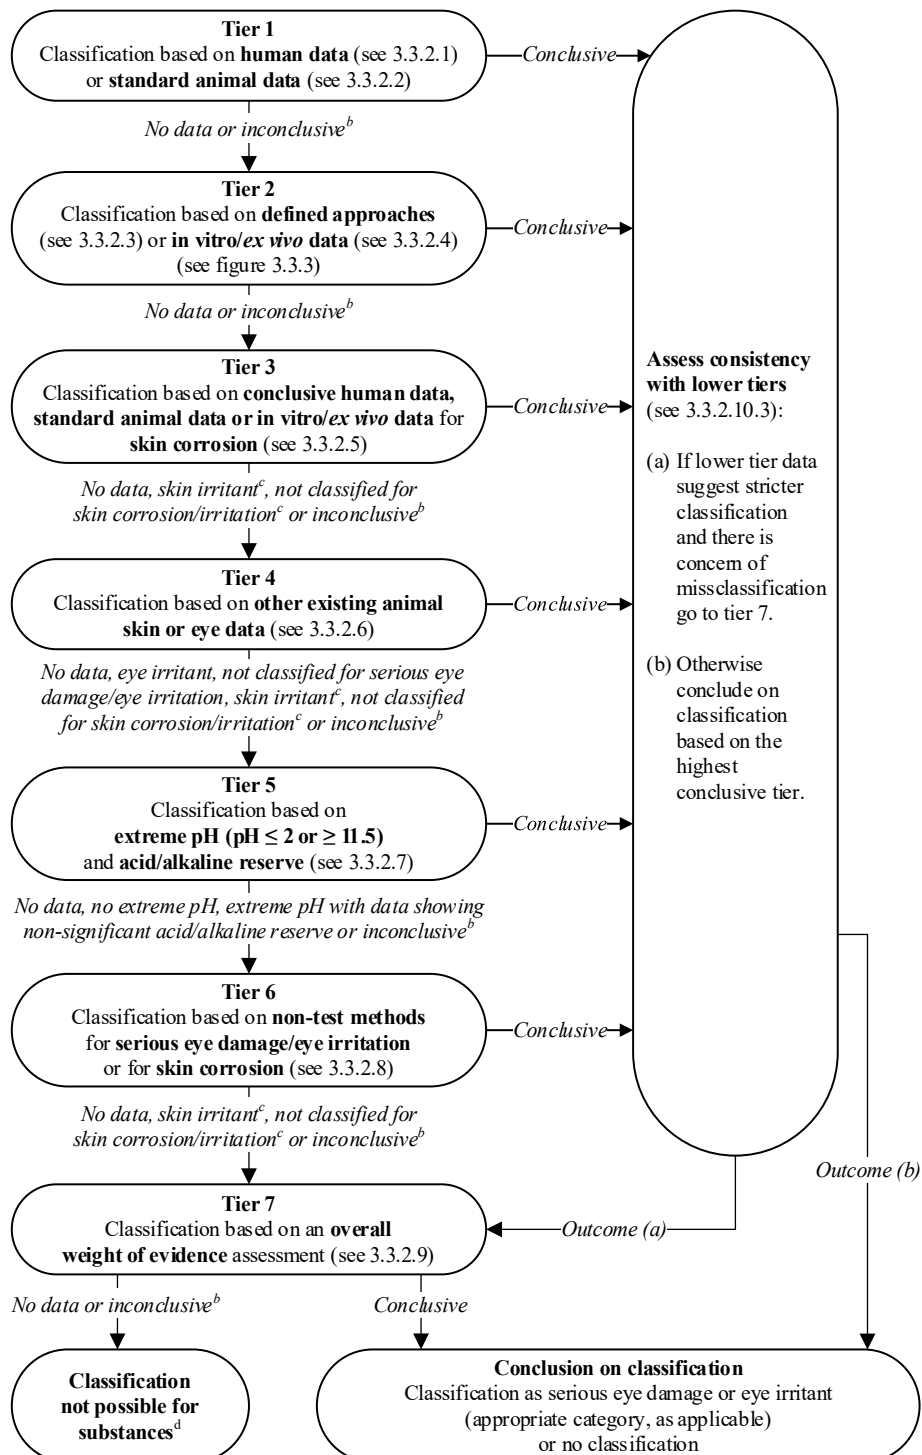 Tier 1
Classification based on human data (see 3.3.2.1)
or standard animal data (see 3.3.2.2)
Conclusive
No data or inconclusive^b
Tier 2
Classification based on defined approaches
(see 3.3.2.3) or in vitro/ex vivo data (see 3.3.2.4)
(see figure 3.3.3)
Conclusive
No data or inconclusive^b
Tier 3
Classification based on conclusive human data,
standard animal data or in vitro/ex vivo data for
skin corrosion (see 3.3.2.5)
Conclusive
No data, skin irritant^c, not classified for
skin corrosion/irritation^c or inconclusive^b
Tier 4
Classification based on other existing animal
skin or eye data (see 3.3.2.6)
Conclusive
No data, eye irritant, not classified for serious eye
damage/eye irritation, skin irritant^c, not classified
for skin corrosion/irritation^c or inconclusive^b
Tier 5
Classification based on
extreme pH (pH ≤ 2 or ≥ 11.5)
and acid/alkaline reserve (see 3.3.2.7)
Conclusive
No data, no extreme pH, extreme pH with data showing
non-significant acid/alkaline reserve or inconclusive^b
Tier 6
Classification based on non-test methods
for serious eye damage/eye irritation
or for skin corrosion (see 3.3.2.8)
Conclusive
No data, skin irritant^c, not classified for
skin corrosion/irritation^c or inconclusive^b
Tier 7
Classification based on an overall
weight of evidence assessment (see 3.3.2.9)
Assess consistency
with lower tiers
(see 3.3.2.10.3):
(a) If lower tier data
suggest stricter
classification
and there is
concern of
missclassification
go to tier 7.
(b) Otherwise
conclude on
classification
based on the
highest
conclusive tier.
Outcome (a)
Outcome (b)
No data or inconclusive^b
Conclusive
Classification
not possible for
substances^d
Conclusion on classification
Classification as serious eye damage or eye irritant
(appropriate category, as applicable)
or no classification